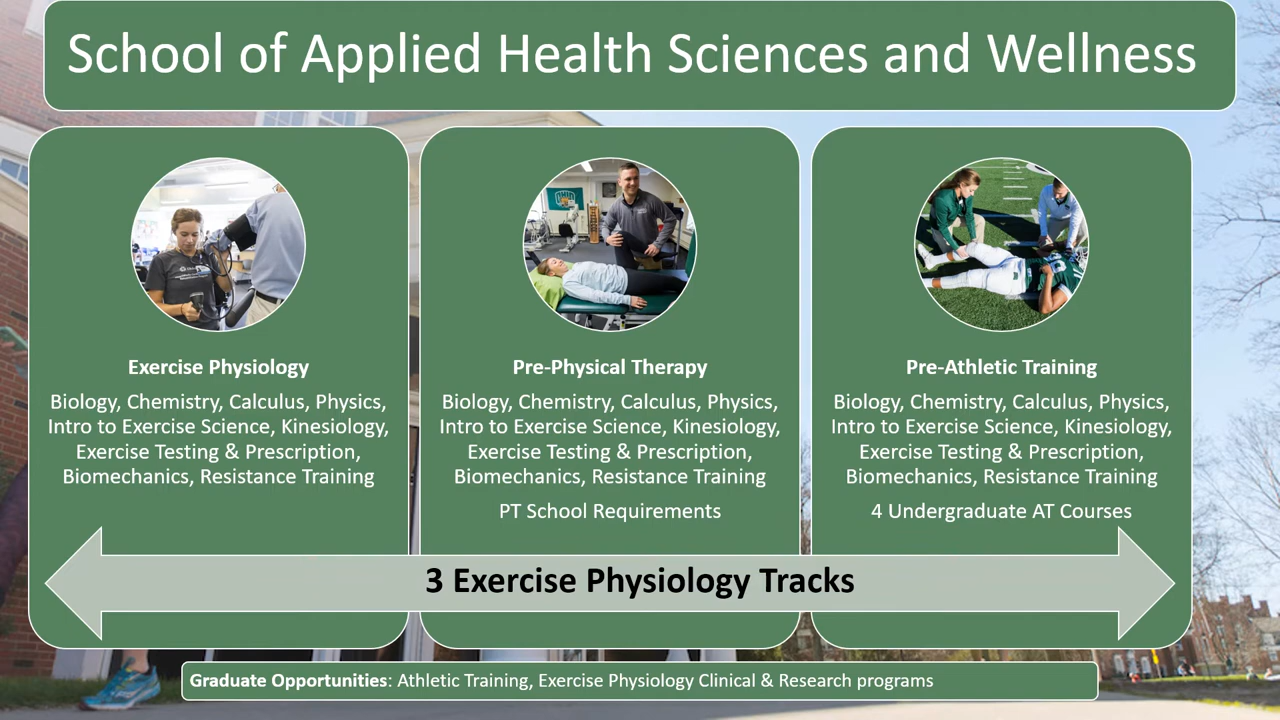 School of Applied Health Sciences and Wellness
OHIO
Exercise Physiology
Biology, Chemistry, Calculus, Physics,
Intro to Exercise Science, Kinesiology,
Exercise Testing & Prescription,
Biomechanics, Resistance Training
Pre-Physical Therapy
Biology, Chemistry, Calculus, Physics,
Intro to Exercise Science, Kinesiology,
Exercise Testing & Prescription,
Biomechanics, Resistance Training
PT School Requirements
Pre-Athletic Training
Biology, Chemistry, Calculus, Physics,
Intro to Exercise Science, Kinesiology,
Exercise Testing & Prescription,
Biomechanics, Resistance Training
4 Undergraduate AT Courses
3 Exercise Physiology Tracks
Graduate Opportunities: Athletic Training, Exercise Physiology Clinical & Research programs